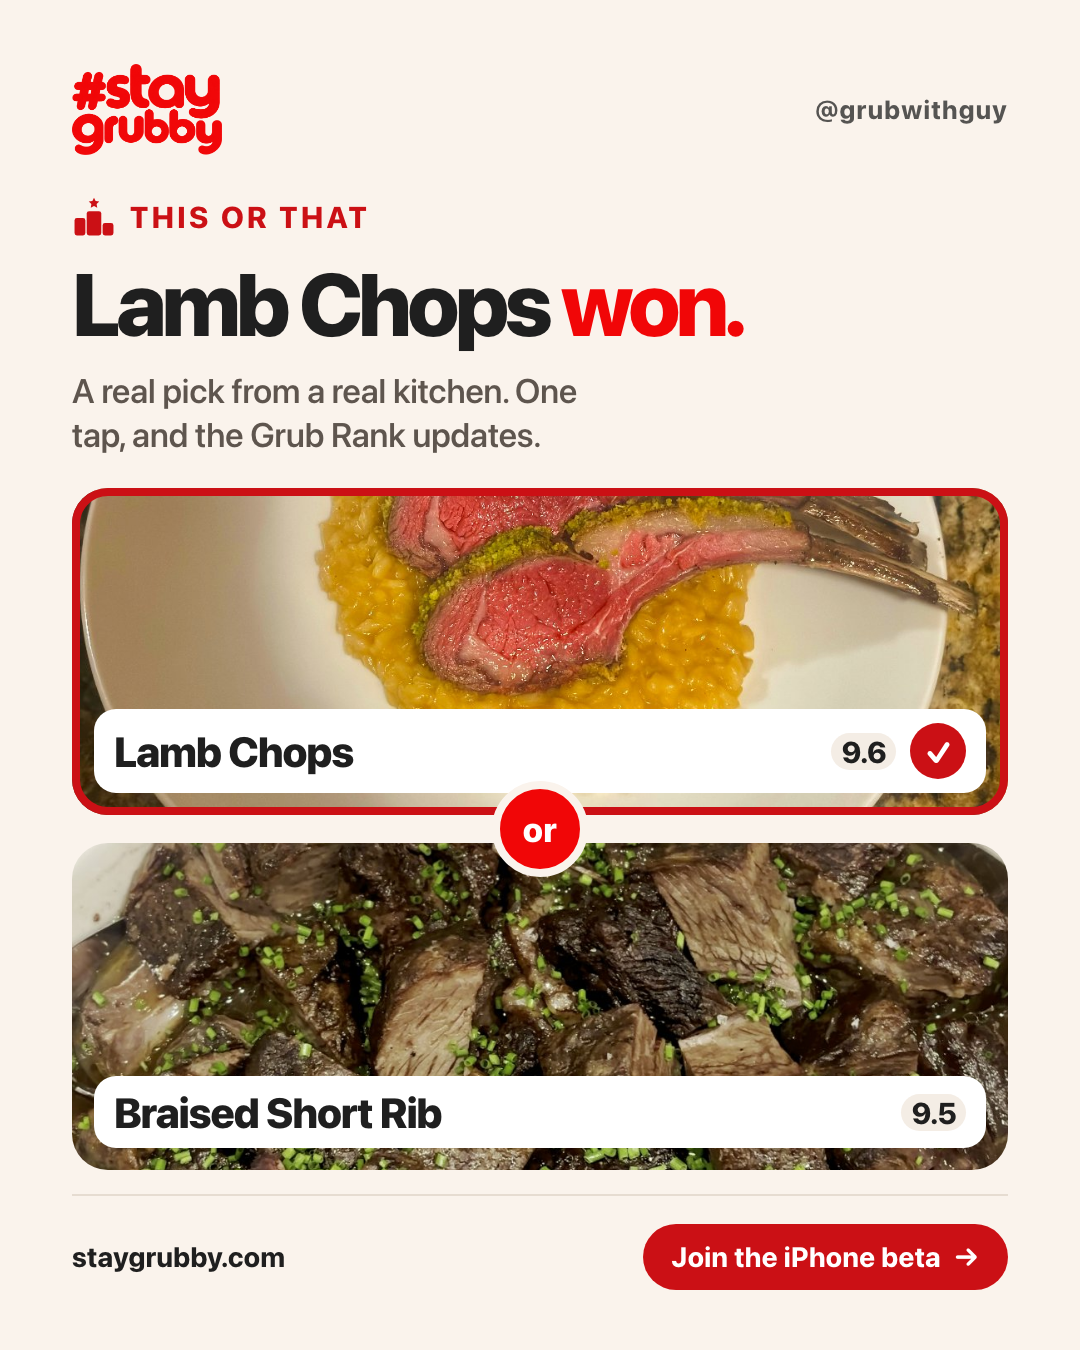 #stay
grubby
@grubwithguy
THIS OR THAT
Lamb Chops won.
A real pick from a real kitchen. One
tap, and the Grub Rank updates.
Lamb Chops 9.6
or
Braised Short Rib 9.5
staygrubby.com
Join the iPhone beta →